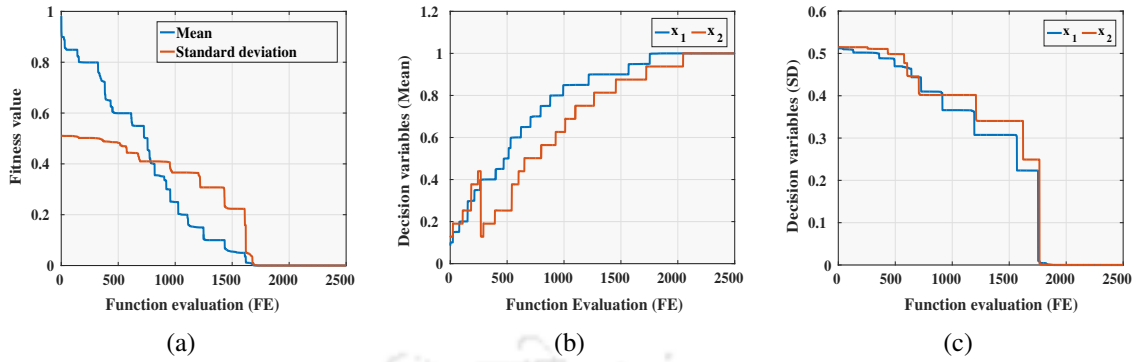 Fitness value
1
0.8
0.6
0.4
0.2
0
Mean
Standard deviation
0 500 1000 1500 2000 2500
Function evaluation (FE)
(a)
Decision variables (Mean)
1.2
1
0.8
0.6
0.4
0.2
0
x1 x2
0 500 1000 1500 2000 2500
Function Evaluation (FE)
(b)
Decision variables (SD)
0.6
0.5
0.4
0.3
0.2
0.1
0
x1 x2
0 500 1000 1500 2000 2500
Function evaluation (FE)
(c)